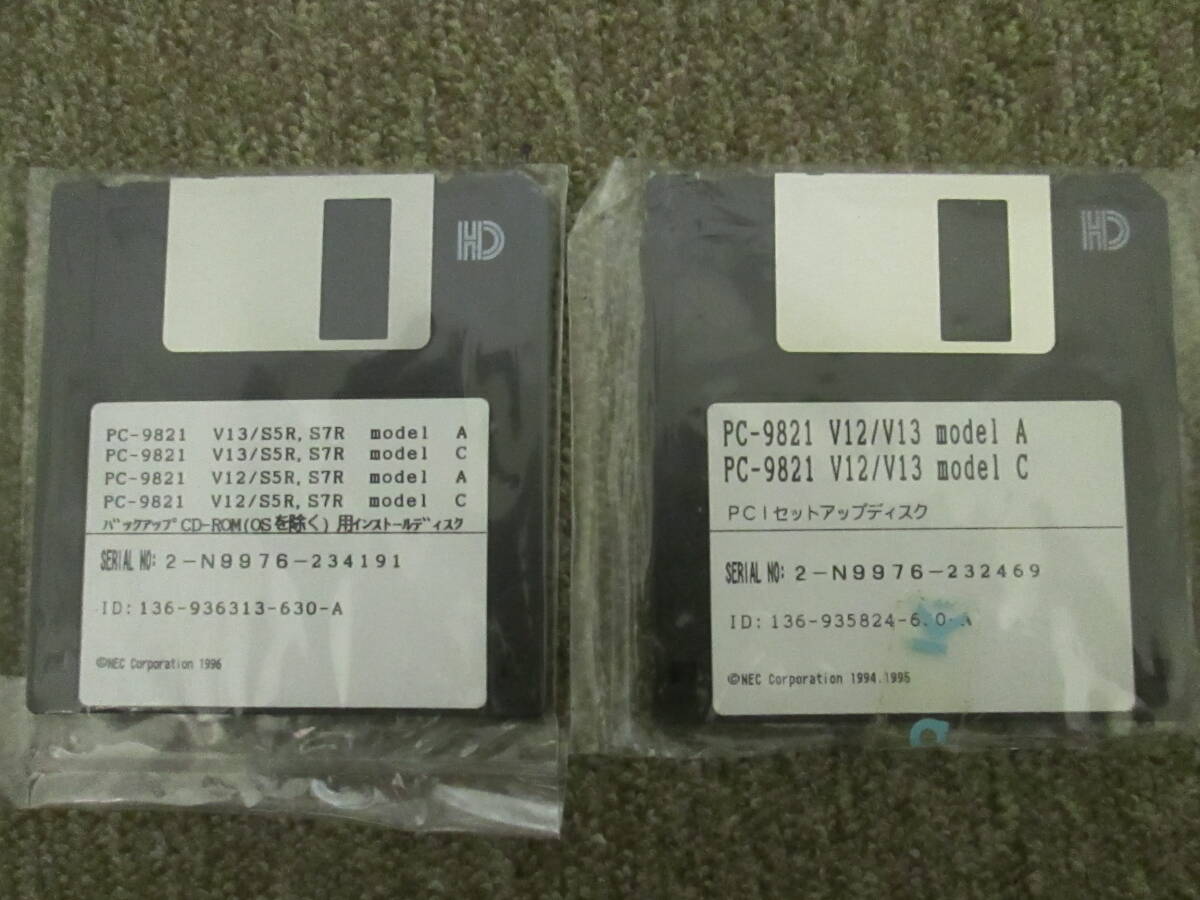 HD
PC-9821 V13/S5R,S7R model A
PC-9821 V13/S5R,S7R model C
PC-9821 V12/S5R,S7R model A
PC-9821 V12/S5R,S7R model C
ﾊﾞｯｸｱｯﾌﾟCD-ROM(OSを除く)用ｲﾝｽﾄｰﾙﾃﾞｨｽｸ
SERIAL NO: 2-N9976-234191
ID: 136-936313-630-A
©NEC Corporation 1996
HD
PC-9821 V12/V13 model A
PC-9821 V12/V13 model C
PCIセットアップディスク
SERIAL NO: 2-N9976-232469
ID:
©NEC Corporation 1994.1995